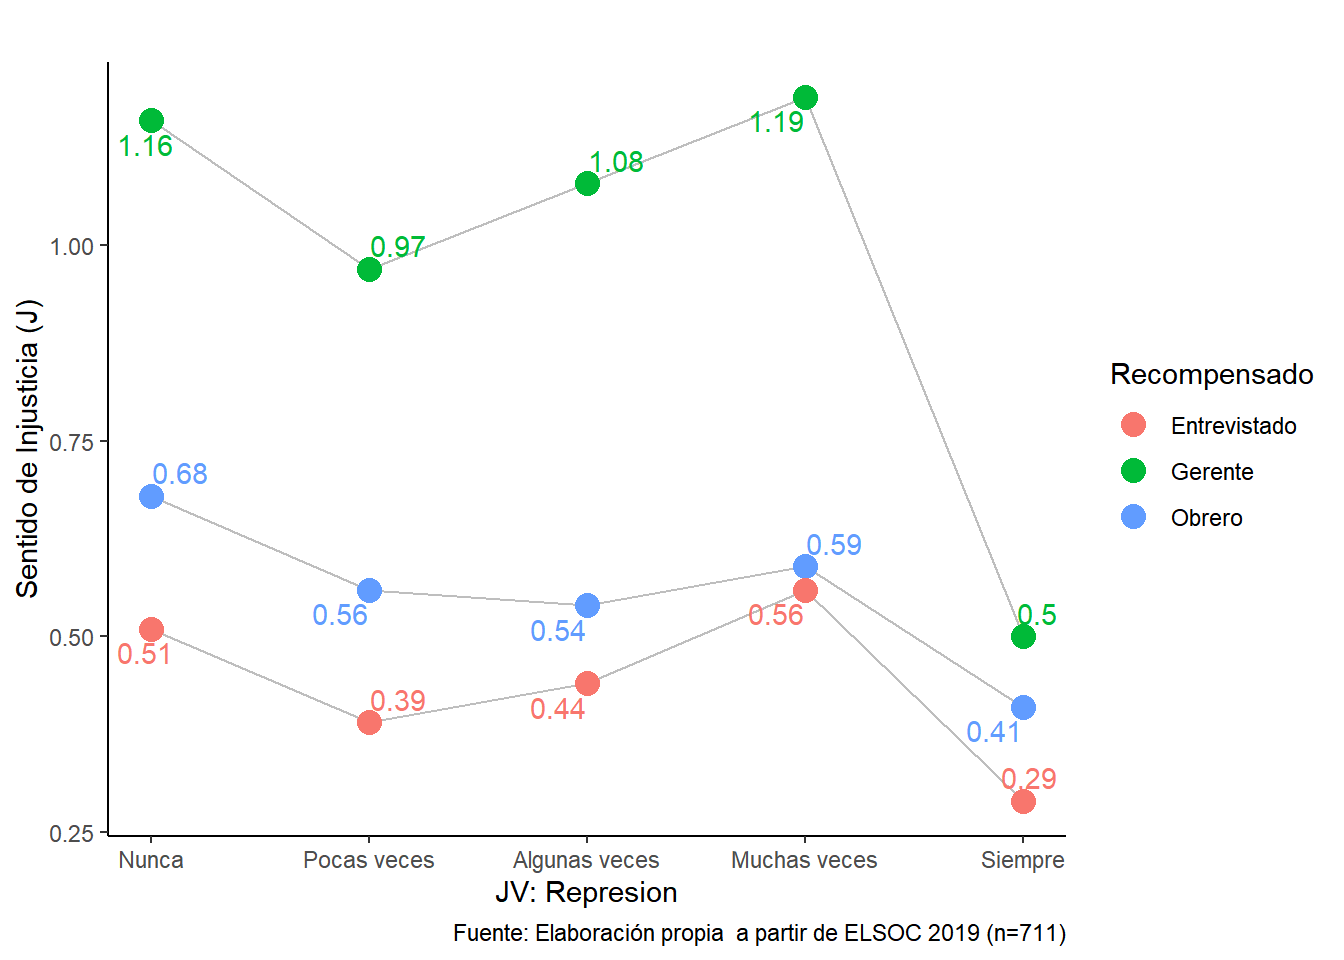 1.16
0.97
1.08
1.19
0.5
0.68
0.56
0.54
0.59
0.41
0.51
0.39
0.44
0.56
0.29
1.00
0.75
0.50
0.25
Sentido de Injusticia (J)
Nunca
Pocas veces
Algunas veces
Muchas veces
Siempre
JV: Represion
Fuente: Elaboración propia  a partir de ELSOC 2019 (n=711)
Recompensado
Entrevistado
Gerente
Obrero